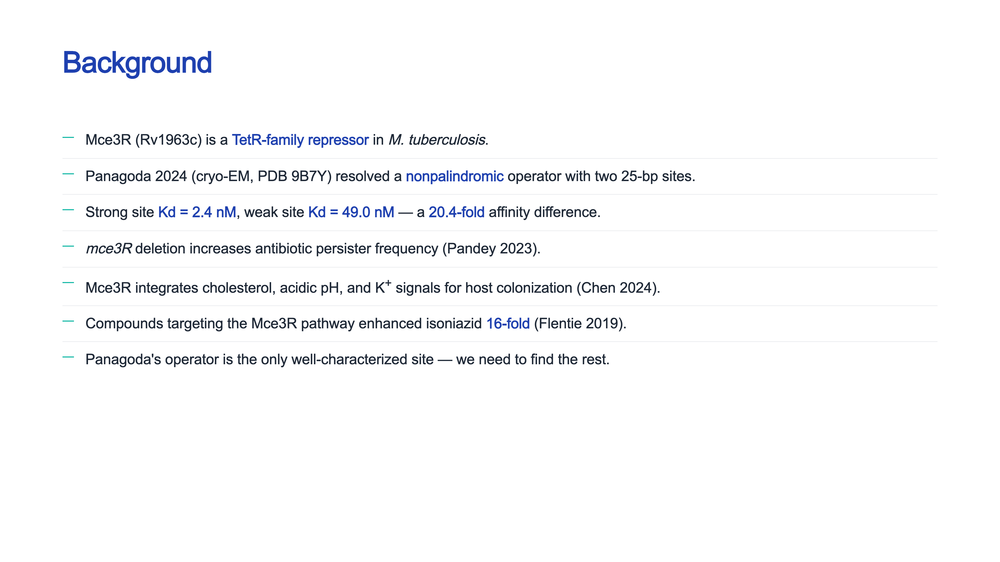 Background
— Mce3R (Rv1963c) is a TetR-family repressor in M. tuberculosis.
— Panagoda 2024 (cryo-EM, PDB 9B7Y) resolved a nonpalindromic operator with two 25-bp sites.
— Strong site Kd = 2.4 nM, weak site Kd = 49.0 nM — a 20.4-fold affinity difference.
— mce3R deletion increases antibiotic persister frequency (Pandey 2023).
— Mce3R integrates cholesterol, acidic pH, and K⁺ signals for host colonization (Chen 2024).
— Compounds targeting the Mce3R pathway enhanced isoniazid 16-fold (Flentie 2019).
— Panagoda's operator is the only well-characterized site — we need to find the rest.